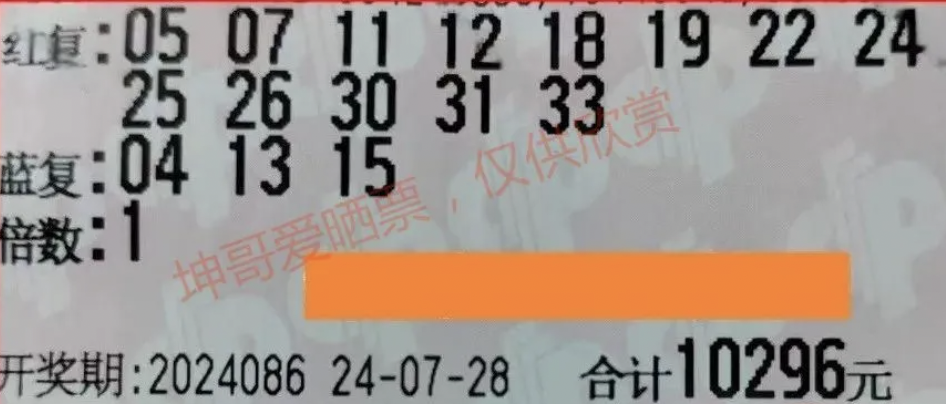 红复:05 07 11 12 18 19 22 24
25 26 30 31 33
蓝复:04 13 15
倍数:1
坤哥爱晒票，仅供欣赏
开奖期:2024086 24-07-28 合计10296元